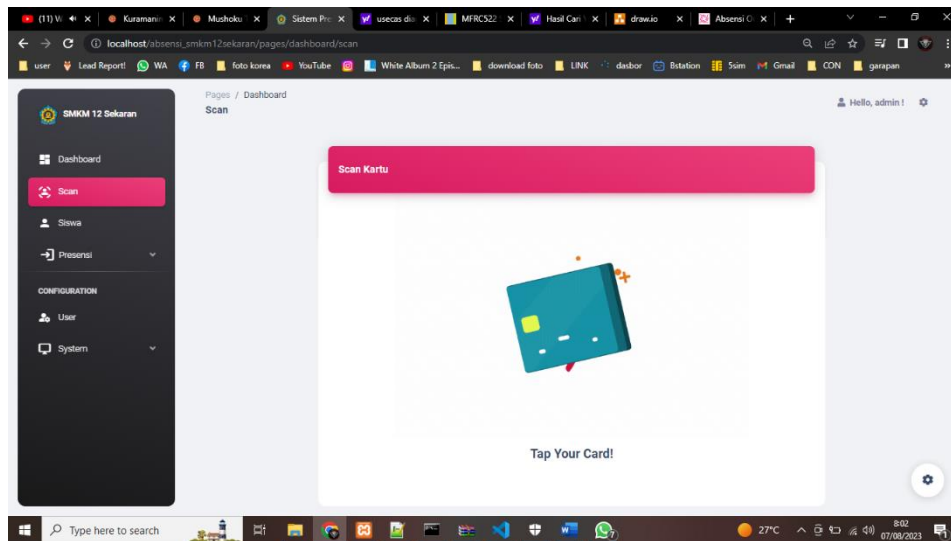 (11) W
Kuramanin
Mushoku T
Sistem Pre
usecas dia
MFRC522
Hasil Cari
draw.io
Absensi O
localhost/absensi_smkm12sekaran/pages/dashboard/scan
user
Lead Report!
WA
FB
foto korea
YouTube
White Album 2 Epis...
download foto
LINK
dasbor
Bstation
5sim
Gmail
CON
garapan
SMKM 12 Sekaran
Pages / Dashboard
Scan
Hello, admin !
Dashboard
Scan
Siswa
Presensi
CONFIGURATION
User
System
Scan Kartu
Tap Your Card!
Type here to search
27°C
8:02
07/08/2023